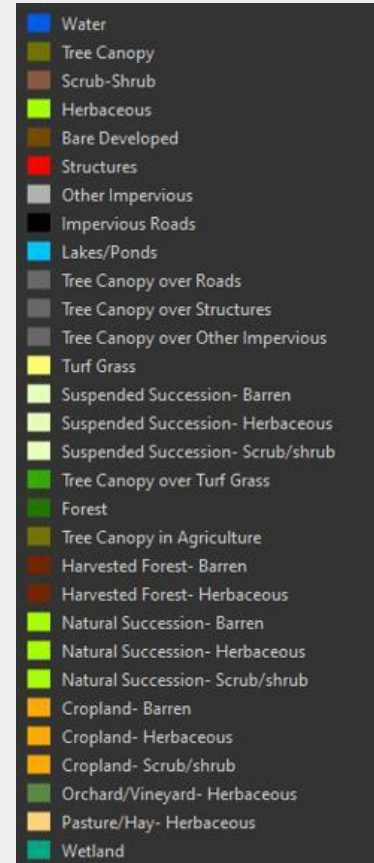 Water
Tree Canopy
Scrub-Shrub
Herbaceous
Bare Developed
Structures
Other Impervious
Impervious Roads
Lakes/Ponds
Tree Canopy over Roads
Tree Canopy over Structures
Tree Canopy over Other Impervious
Turf Grass
Suspended Succession- Barren
Suspended Succession- Herbaceous
Suspended Succession- Scrub/shrub
Tree Canopy over Turf Grass
Forest
Tree Canopy in Agriculture
Harvested Forest- Barren
Harvested Forest- Herbaceous
Natural Succession- Barren
Natural Succession- Herbaceous
Natural Succession- Scrub/shrub
Cropland- Barren
Cropland- Herbaceous
Cropland- Scrub/shrub
Orchard/Vineyard- Herbaceous
Pasture/Hay- Herbaceous
Wetland